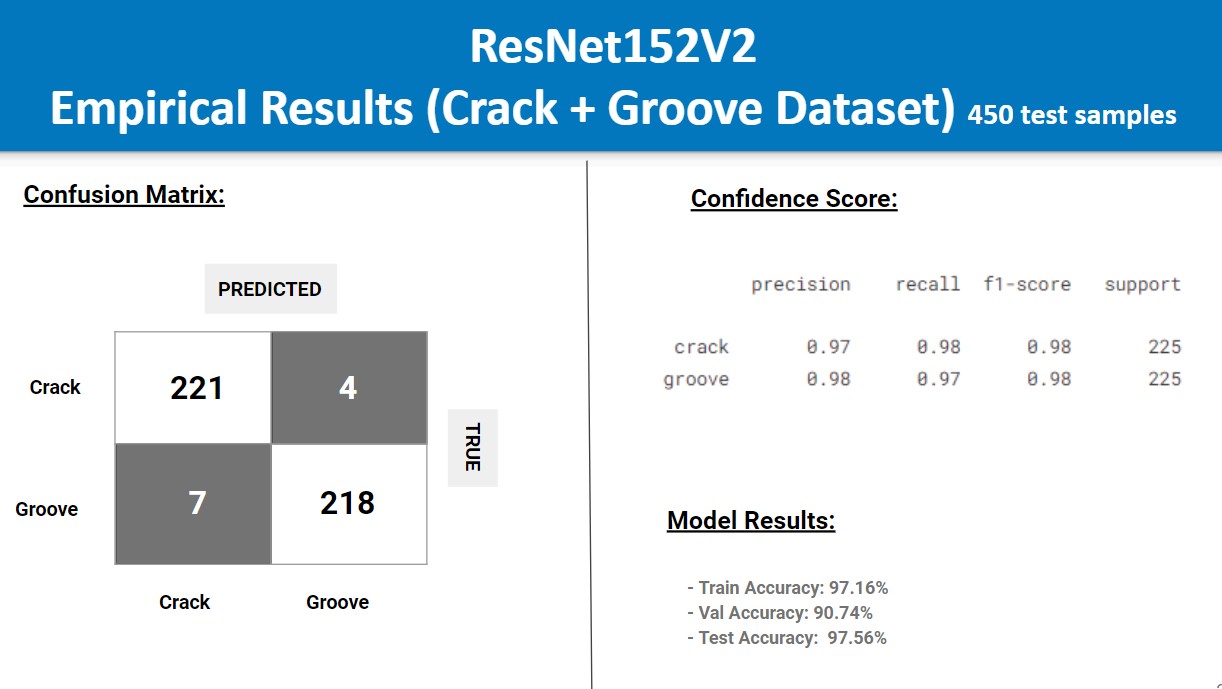 ResNet152V2
Empirical Results (Crack + Groove Dataset) 450 test samples
Confusion Matrix:
PREDICTED
Crack 221 4
TRUE
Groove 7 218
Crack Groove
Confidence Score:
precision recall f1-score support
crack 0.97 0.98 0.98 225
groove 0.98 0.97 0.98 225
Model Results:
- Train Accuracy: 97.16%
- Val Accuracy: 90.74%
- Test Accuracy: 97.56%